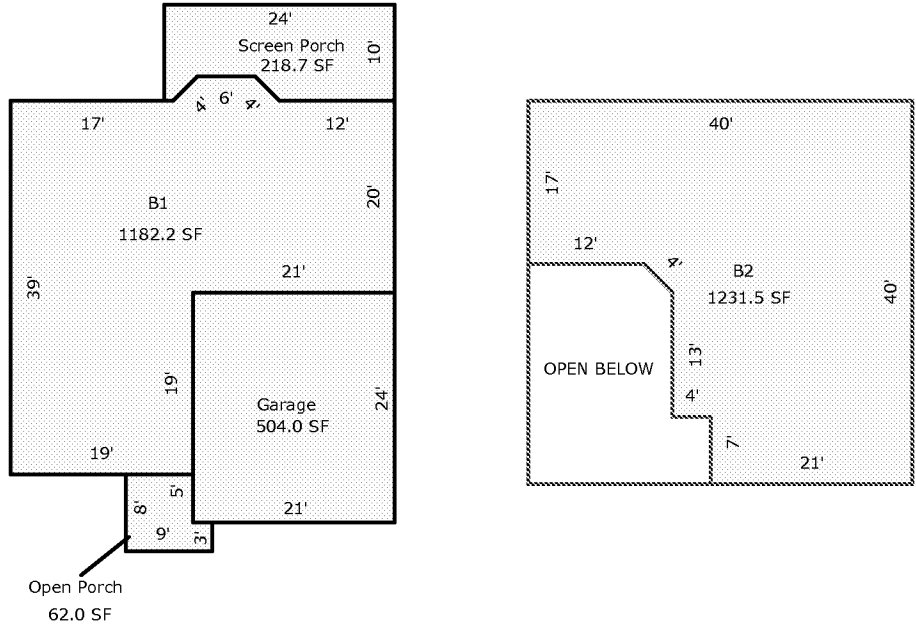 24'
Screen Porch
218.7 SF
10'
4'
6'
4'
17'
12'
B1
1182.2 SF
20'
39'
21'
19'
Garage
504.0 SF
24'
19'
5'
21'
8'
9'
3'
Open Porch
62.0 SF
40'
17'
12'
4'
B2
1231.5 SF
40'
OPEN BELOW
13'
4'
7'
21'